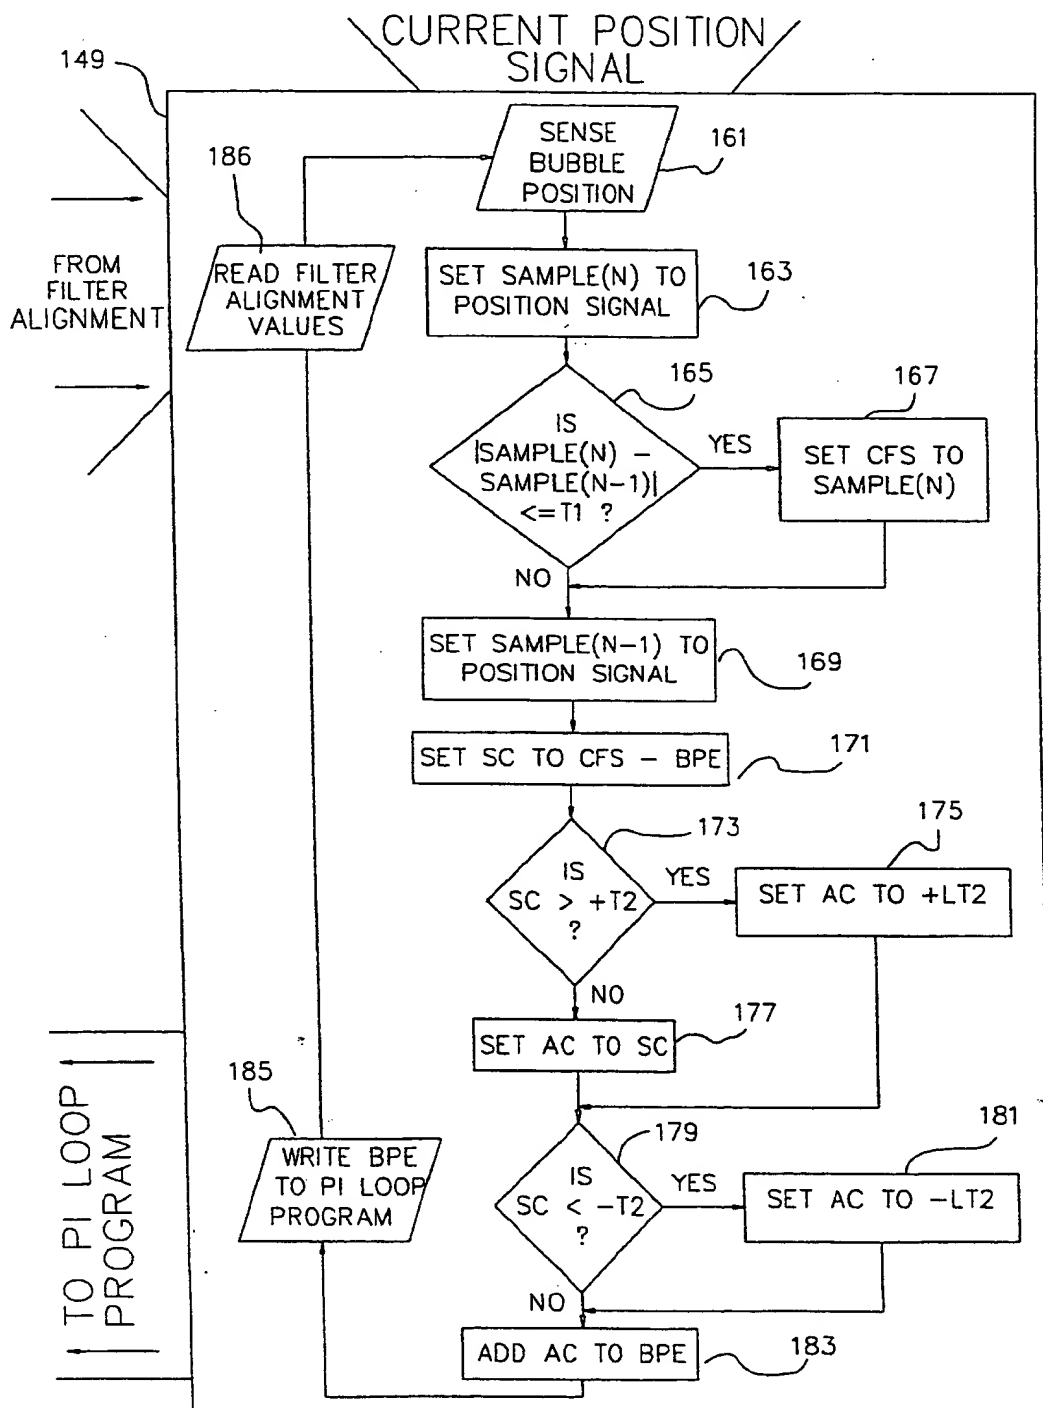 CURRENT POSITION
SIGNAL
149
SENSE
BUBBLE
POSITION
161
186
FROM
FILTER
ALIGNMENT
READ FILTER
ALIGNMENT
VALUES
SET SAMPLE(N) TO
POSITION SIGNAL
163
165
IS
|SAMPLE(N) –
SAMPLE(N–1)|
<=T1 ?
YES
167
SET CFS TO
SAMPLE(N)
NO
SET SAMPLE(N–1) TO
POSITION SIGNAL
169
SET SC TO CFS – BPE
171
173
IS
SC > +T2
?
YES
175
SET AC TO +LT2
NO
SET AC TO SC
177
TO PI LOOP
PROGRAM
185
WRITE BPE
TO PI LOOP
PROGRAM
179
IS
SC < –T2
?
YES
181
SET AC TO –LT2
NO
ADD AC TO BPE
183